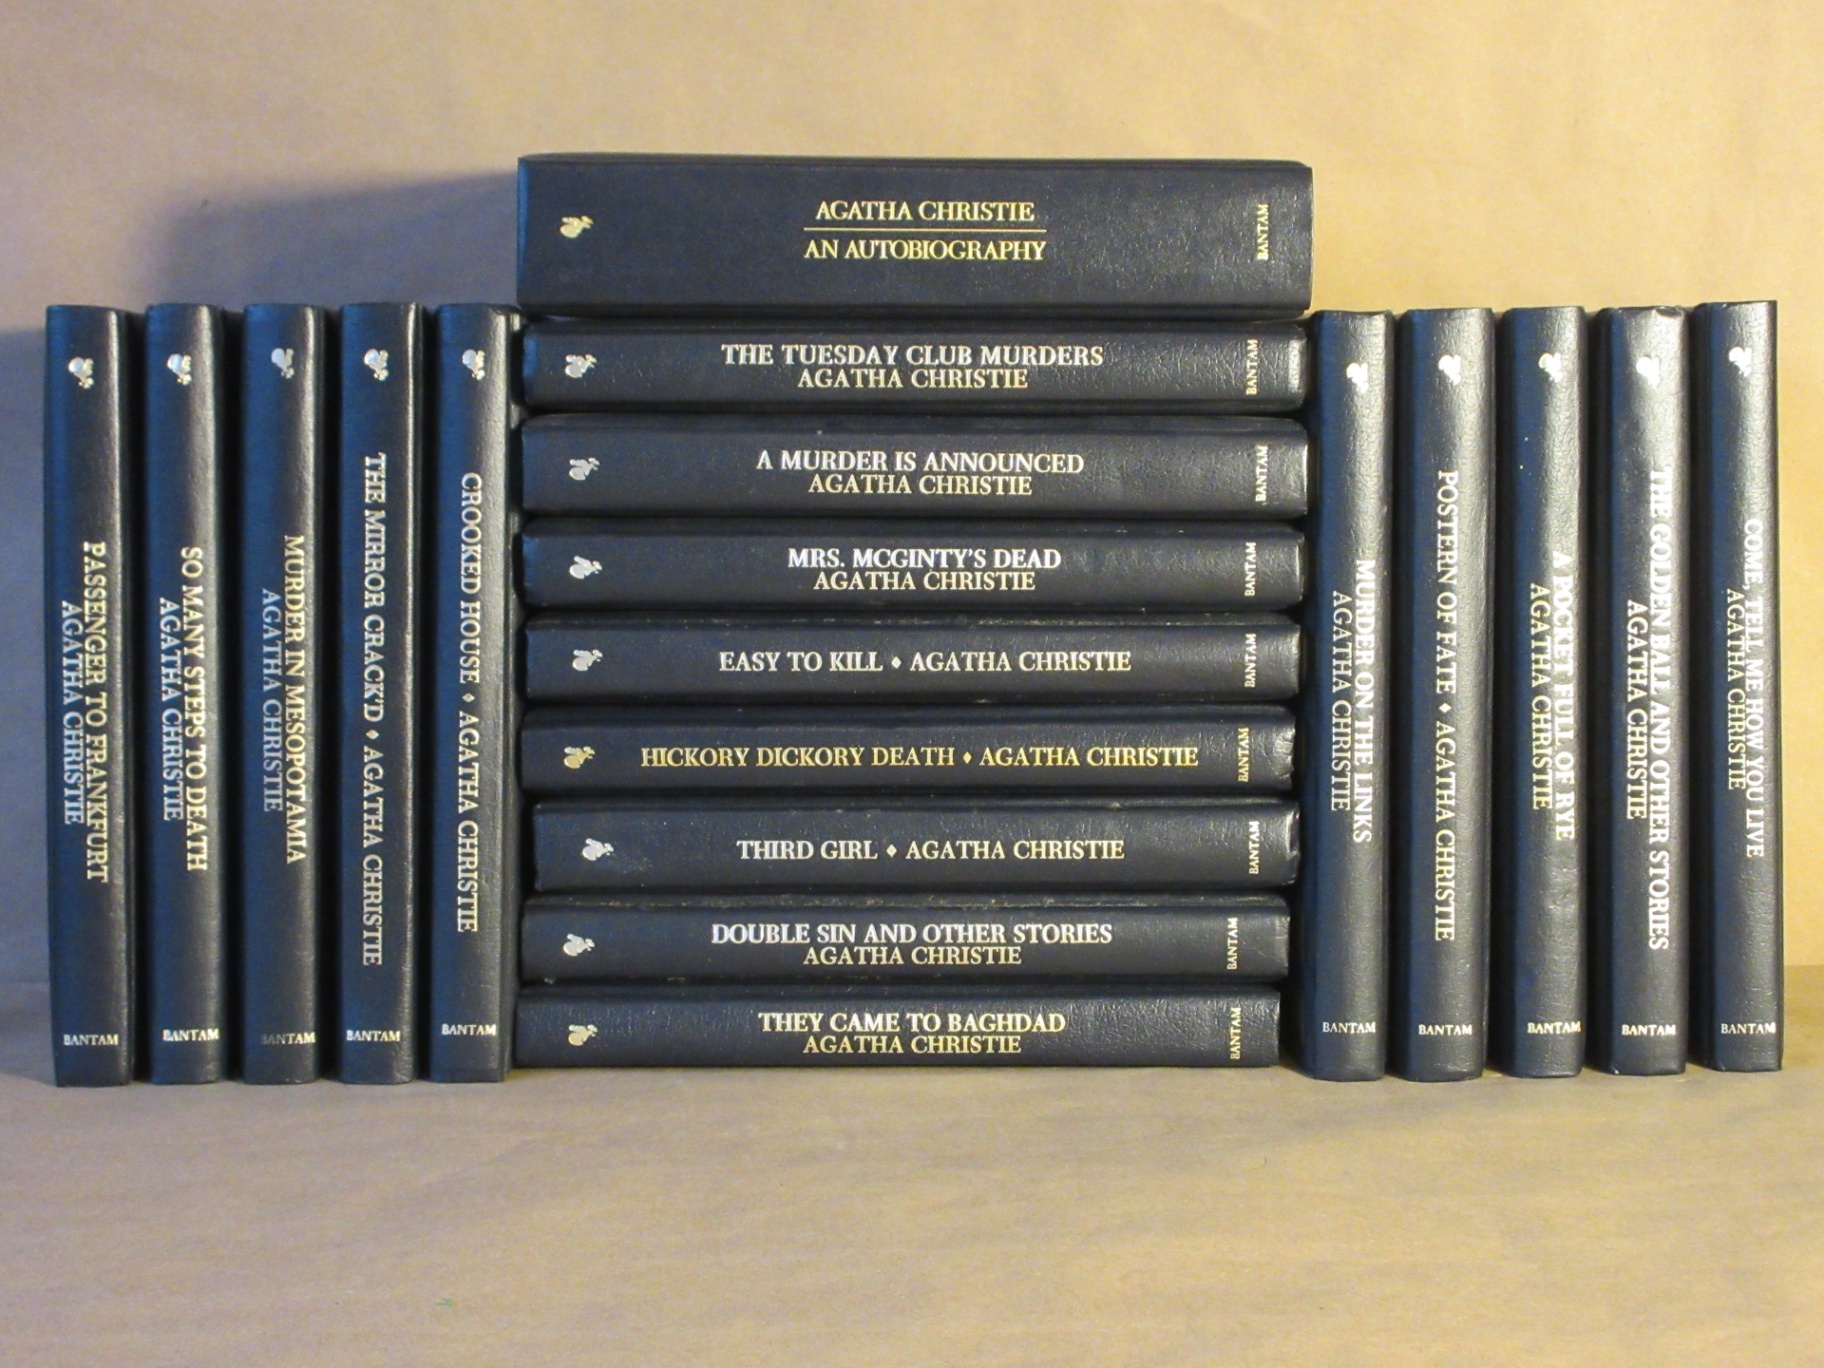 PASSENGER TO FRANKFURT
AGATHA CHRISTIE
BANTAM
SO MANY STEPS TO DEATH
AGATHA CHRISTIE
BANTAM
MURDER IN MESOPOTAMIA
AGATHA CHRISTIE
BANTAM
THE MIRROR CRACK'D • AGATHA CHRISTIE
BANTAM
CROOKED HOUSE • AGATHA CHRISTIE
BANTAM
AGATHA CHRISTIE
AN AUTOBIOGRAPHY
BANTAM
THE TUESDAY CLUB MURDERS
AGATHA CHRISTIE
BANTAM
A MURDER IS ANNOUNCED
AGATHA CHRISTIE
BANTAM
MRS. MCGINTY'S DEAD
AGATHA CHRISTIE
BANTAM
EASY TO KILL • AGATHA CHRISTIE
BANTAM
HICKORY DICKORY DEATH • AGATHA CHRISTIE
BANTAM
THIRD GIRL • AGATHA CHRISTIE
BANTAM
DOUBLE SIN AND OTHER STORIES
AGATHA CHRISTIE
BANTAM
THEY CAME TO BAGHDAD
AGATHA CHRISTIE
BANTAM
MURDER ON THE LINKS
AGATHA CHRISTIE
BANTAM
POSTERN OF FATE • AGATHA CHRISTIE
BANTAM
A POCKET FULL OF RYE
AGATHA CHRISTIE
BANTAM
THE GOLDEN BALL AND OTHER STORIES
AGATHA CHRISTIE
BANTAM
COME, TELL ME HOW YOU LIVE
AGATHA CHRISTIE
BANTAM